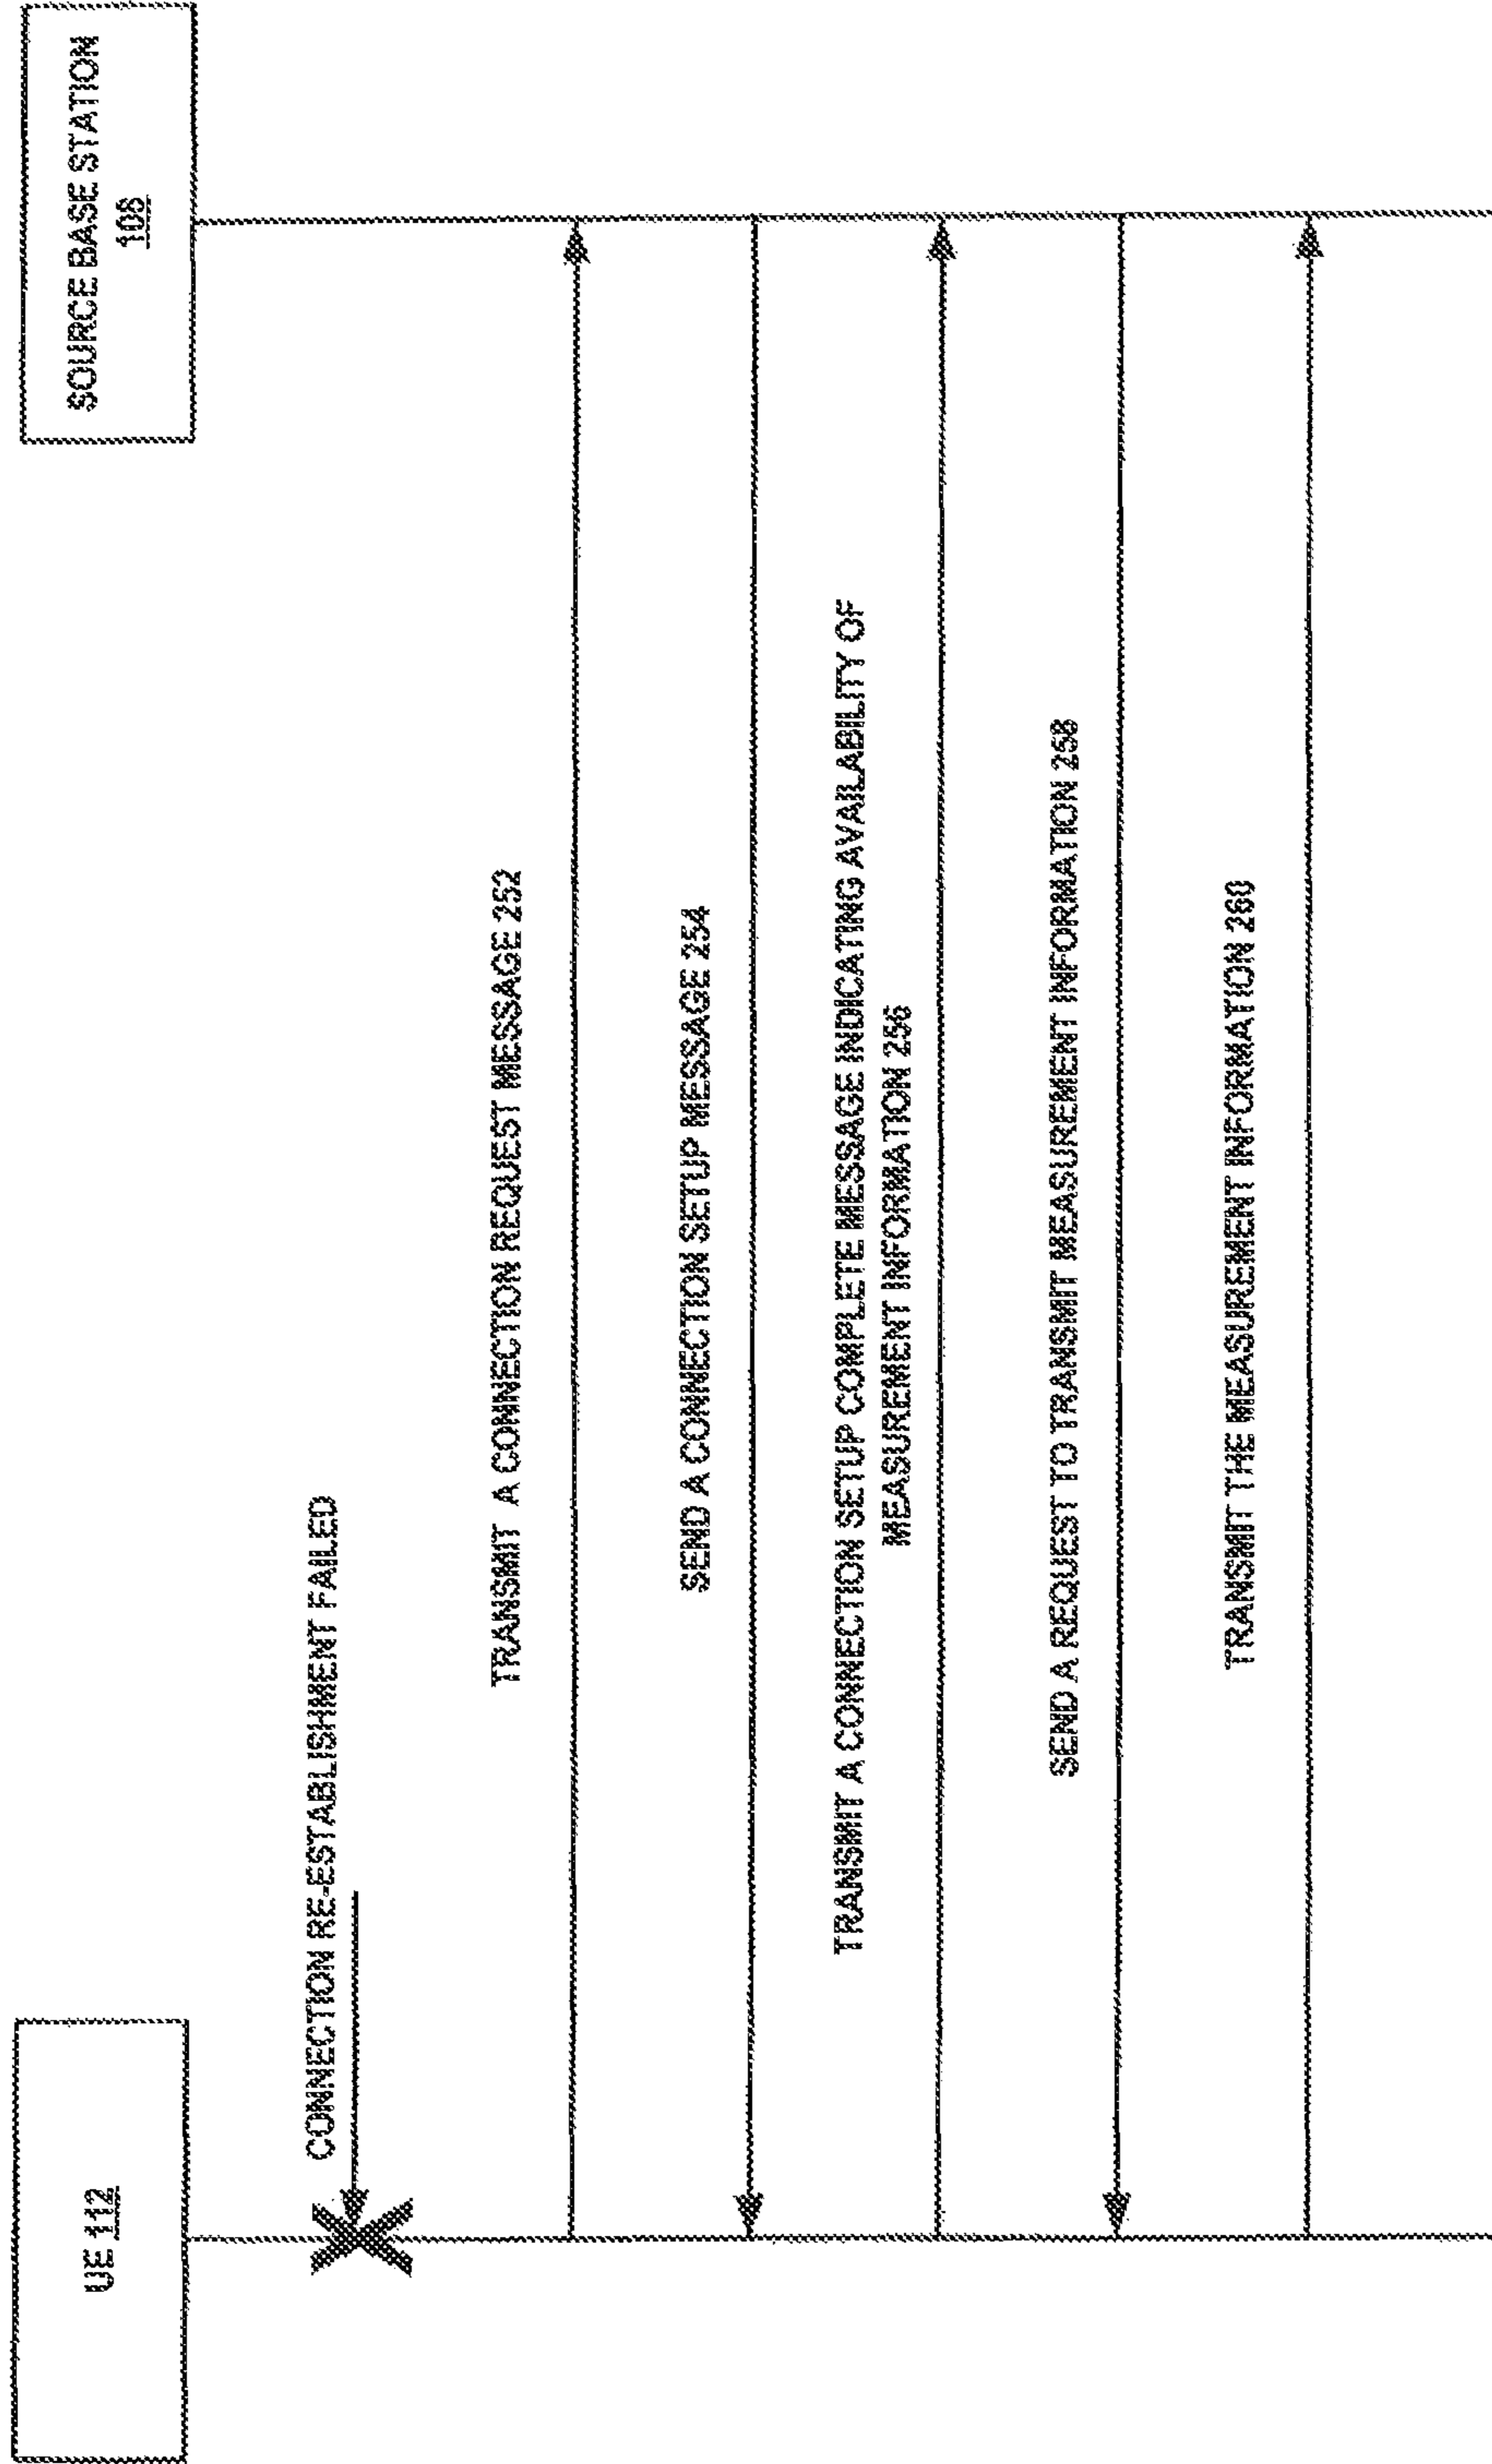 UE 112
SOURCE BASE STATION
108
CONNECTION RE-ESTABLISHMENT FAILED
TRANSMIT A CONNECTION REQUEST MESSAGE 252
SEND A CONNECTION SETUP MESSAGE 254
TRANSMIT A CONNECTION SETUP COMPLETE MESSAGE INDICATING AVAILABILITY OF
MEASUREMENT INFORMATION 256
SEND A REQUEST TO TRANSMIT MEASUREMENT INFORMATION 258
TRANSMIT THE MEASUREMENT INFORMATION 260